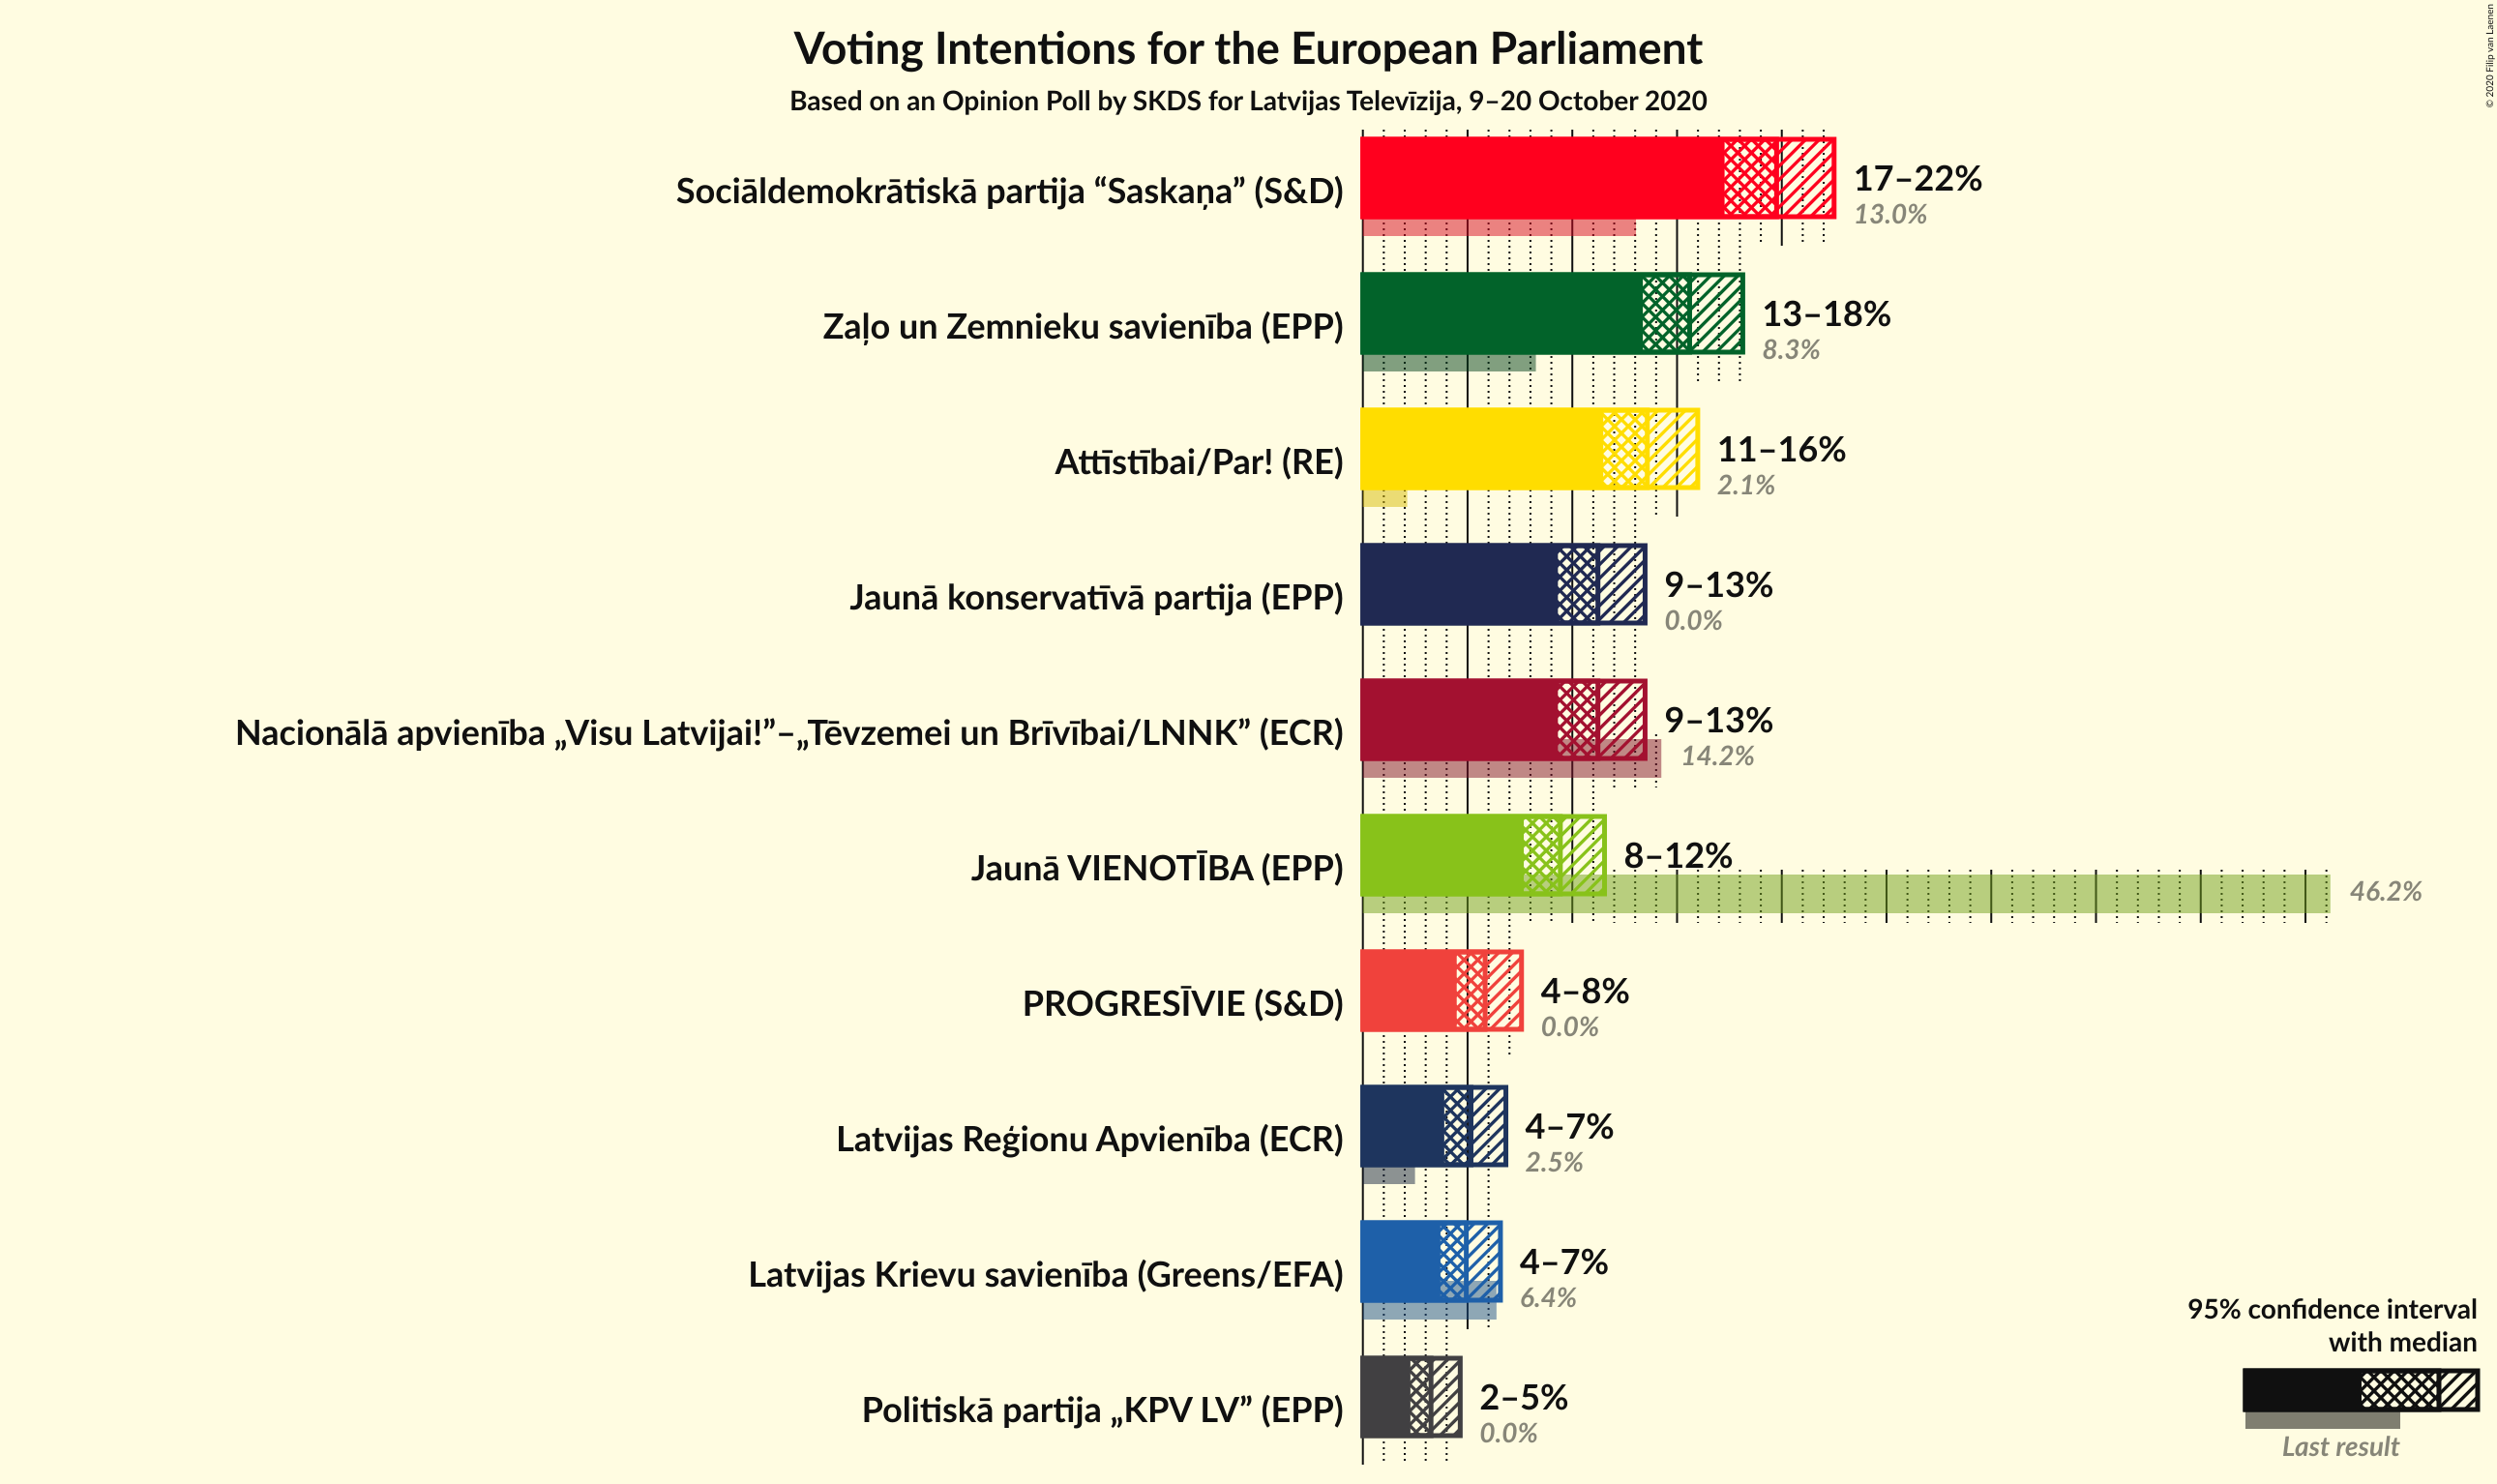 Voting Intentions for the European Parliament
Based on an Opinion Poll by SKDS for Latvijas Televīzija, 9–20 October 2020
© 2020 Filip van Laenen
Sociāldemokrātiskā partija “Saskaņa” (S&D)
17–22%
13.0%
Zaļo un Zemnieku savienība (EPP)
13–18%
8.3%
Attīstībai/Par! (RE)
11–16%
2.1%
Jaunā konservatīvā partija (EPP)
9–13%
0.0%
Nacionālā apvienība „Visu Latvijai!”–„Tēvzemei un Brīvībai/LNNK” (ECR)
9–13%
14.2%
Jaunā VIENOTĪBA (EPP)
8–12%
46.2%
PROGRESĪVIE (S&D)
4–8%
0.0%
Latvijas Reģionu Apvienība (ECR)
4–7%
2.5%
Latvijas Krievu savienība (Greens/EFA)
4–7%
6.4%
Politiskā partija „KPV LV” (EPP)
2–5%
0.0%
95% confidence interval
with median
Last result